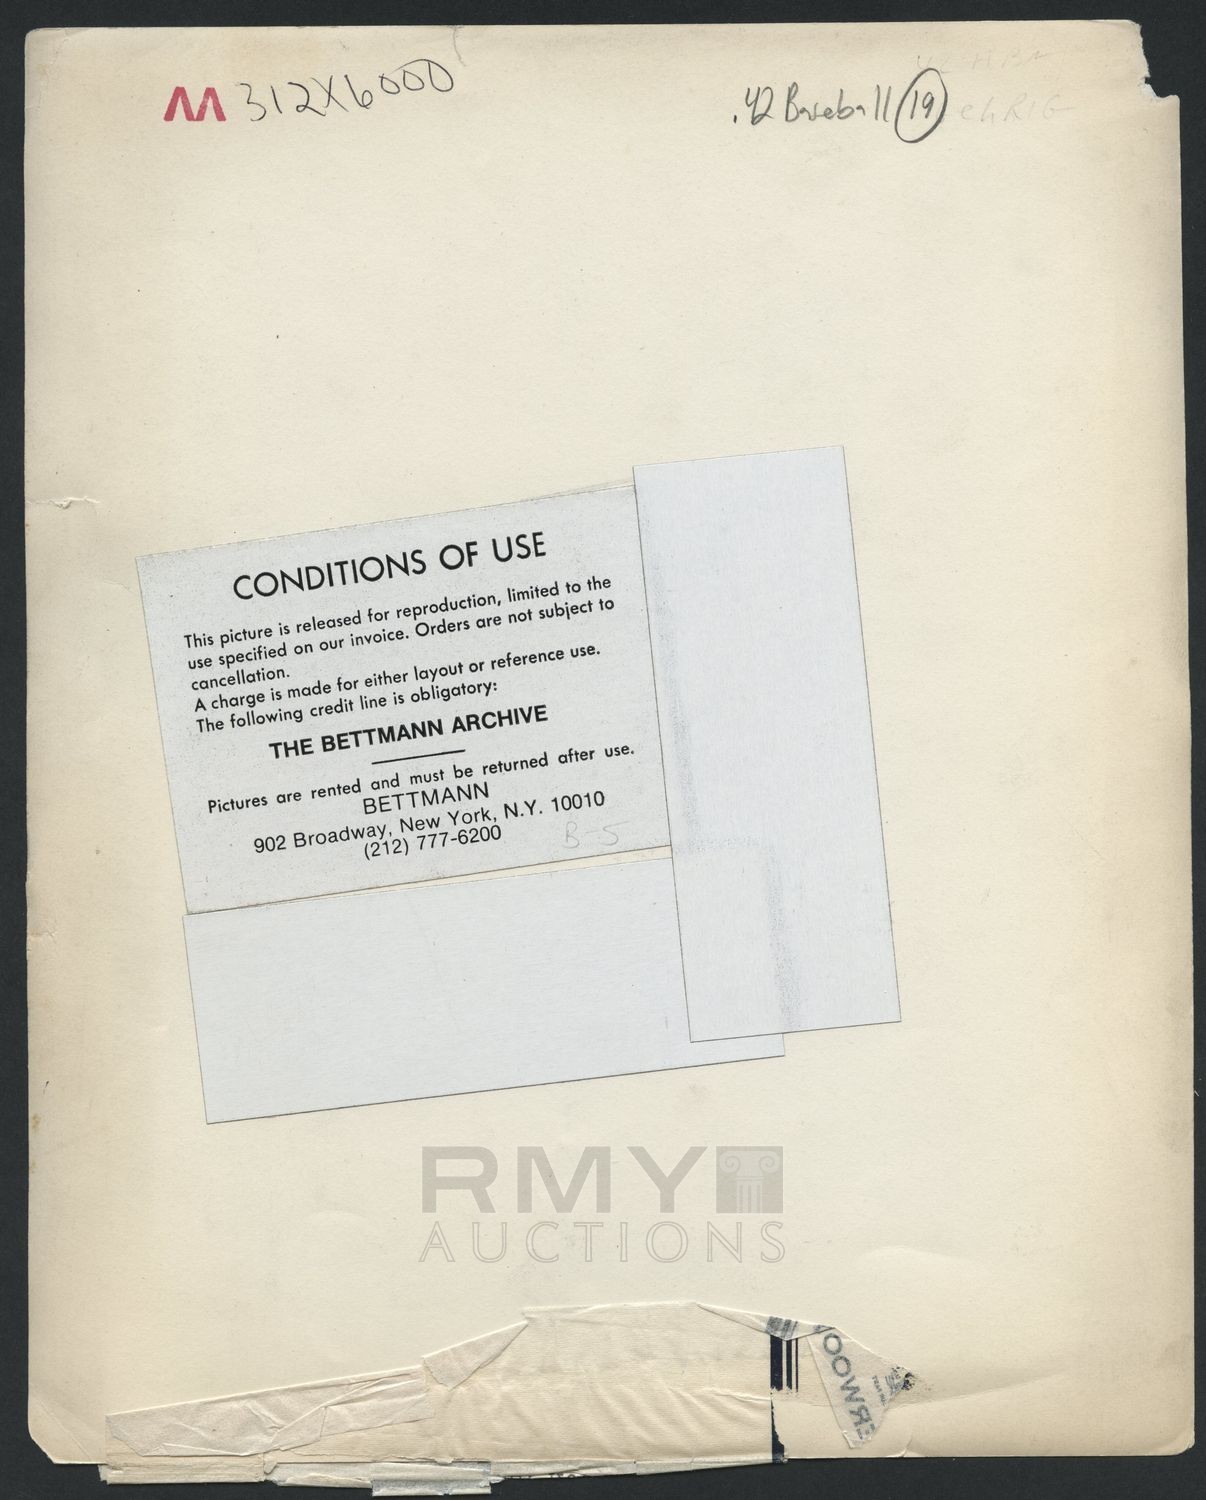 312X6000
.42 Baseball 19
ehRIG
CONDITIONS OF USE
This picture is released for reproduction, limited to the
use specified on our invoice. Orders are not subject to
cancellation.
A charge is made for either layout or reference use.
The following credit line is obligatory:
THE BETTMANN ARCHIVE
Pictures are rented and must be returned after use.
BETTMANN
902 Broadway, New York, N.Y. 10010
(212) 777-6200
B-5
RMY
AUCTIONS